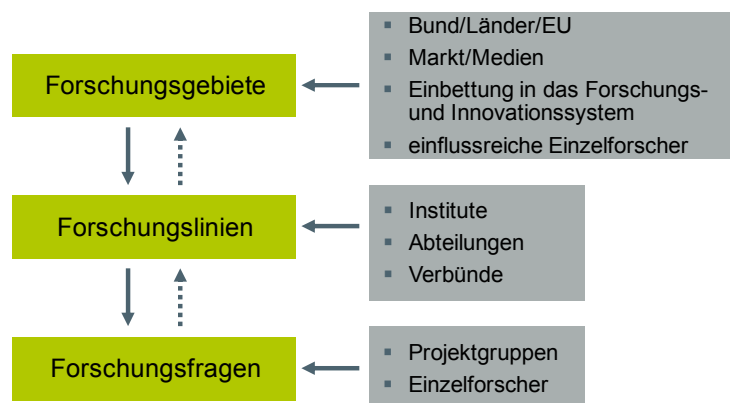 Forschungsgebiete
▪ Bund/Länder/EU
▪ Markt/Medien
▪ Einbettung in das Forschungs-
und Innovationssystem
▪ einflussreiche Einzelforscher
Forschungslinien
▪ Institute
▪ Abteilungen
▪ Verbünde
Forschungsfragen
▪ Projektgruppen
▪ Einzelforscher